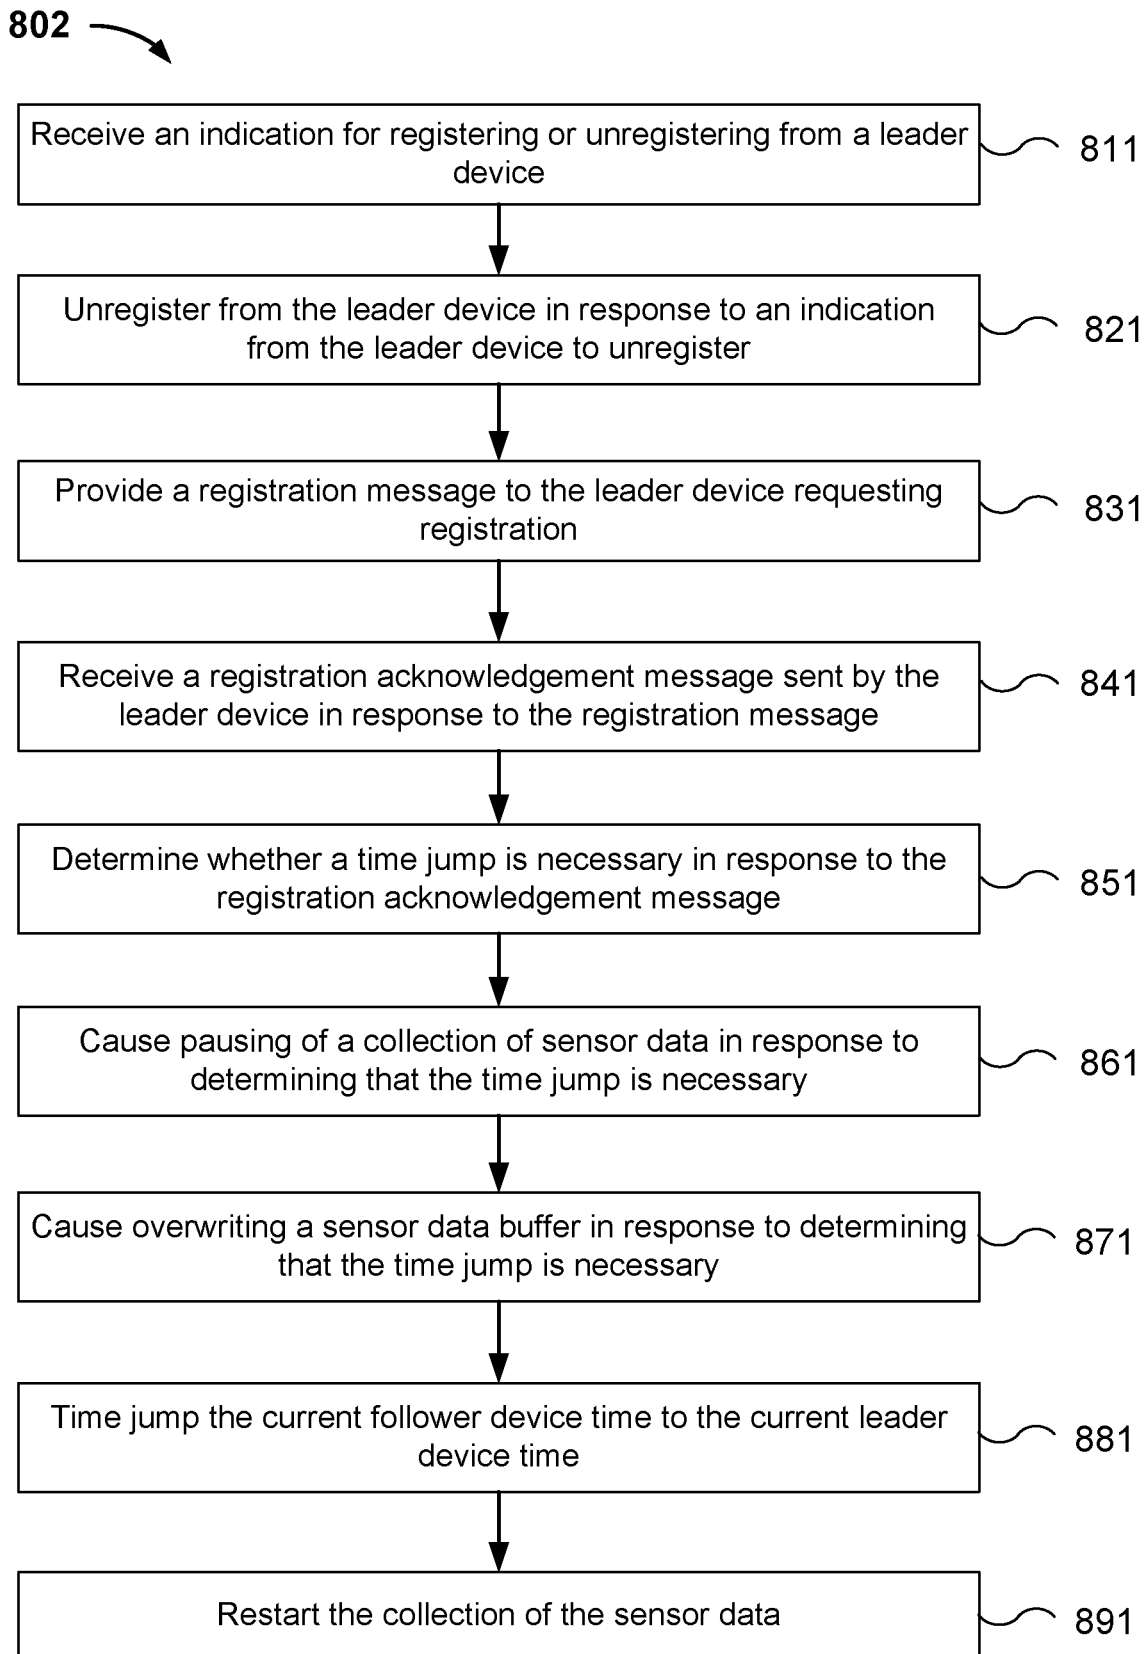 802
Receive an indication for registering or unregistering from a leader
device
811
Unregister from the leader device in response to an indication
from the leader device to unregister
821
Provide a registration message to the leader device requesting
registration
831
Receive a registration acknowledgement message sent by the
leader device in response to the registration message
841
Determine whether a time jump is necessary in response to the
registration acknowledgement message
851
Cause pausing of a collection of sensor data in response to
determining that the time jump is necessary
861
Cause overwriting a sensor data buffer in response to determining
that the time jump is necessary
871
Time jump the current follower device time to the current leader
device time
881
Restart the collection of the sensor data
891